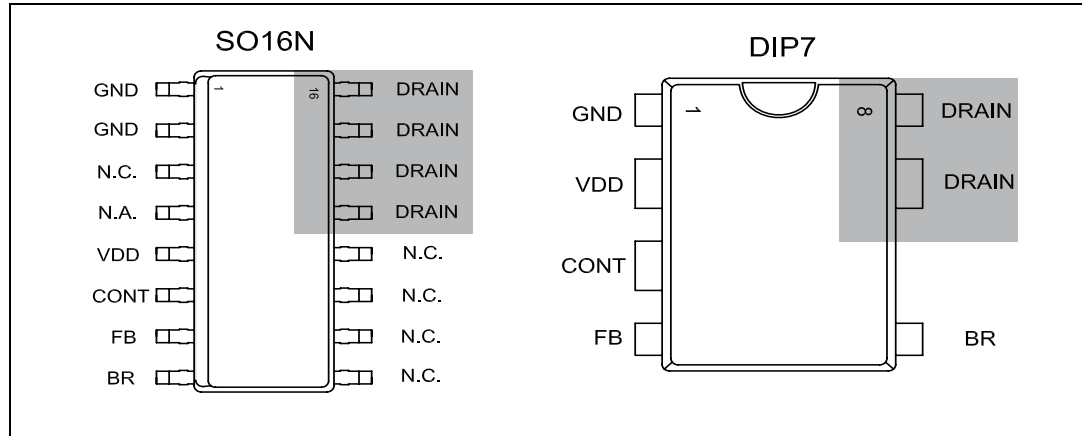 SO16N
GND 1 16 DRAIN
GND DRAIN
N.C. DRAIN
N.A. DRAIN
VDD N.C.
CONT N.C.
FB N.C.
BR N.C.
DIP7
GND 1 8 DRAIN
VDD DRAIN
CONT
FB BR